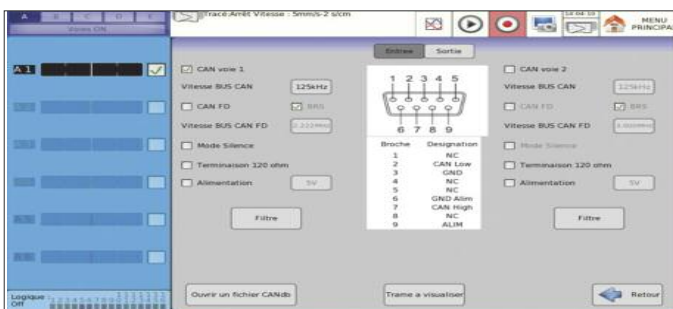 A B C D E
Voies ON
Tracé:Arrêt Vitesse : 5mm/s-2 s/cm
MENU
PRINCIPAL
Entree Sortie
A1
CAN voie 1
Vitesse BUS CAN 125kHz
CAN FD BRS
Vitesse BUS CAN FD 2.222MHz
Mode Silence
Terminaison 120 ohm
Alimentation 5V
Filtre
1 2 3 4 5
6 7 8 9
Broche Designation
1 NC
2 CAN Low
3 GND
4 NC
5 NC
6 GND Alim
7 CAN High
8 NC
9 ALIM
CAN voie 2
Vitesse BUS CAN 125kHz
CAN FD BRS
Vitesse BUS CAN FD
Mode Silence
Terminaison 120 ohm
Alimentation 5V
Filtre
Logique
Off
Ouvrir un fichier CANdb
Trame a visualiser
Retour